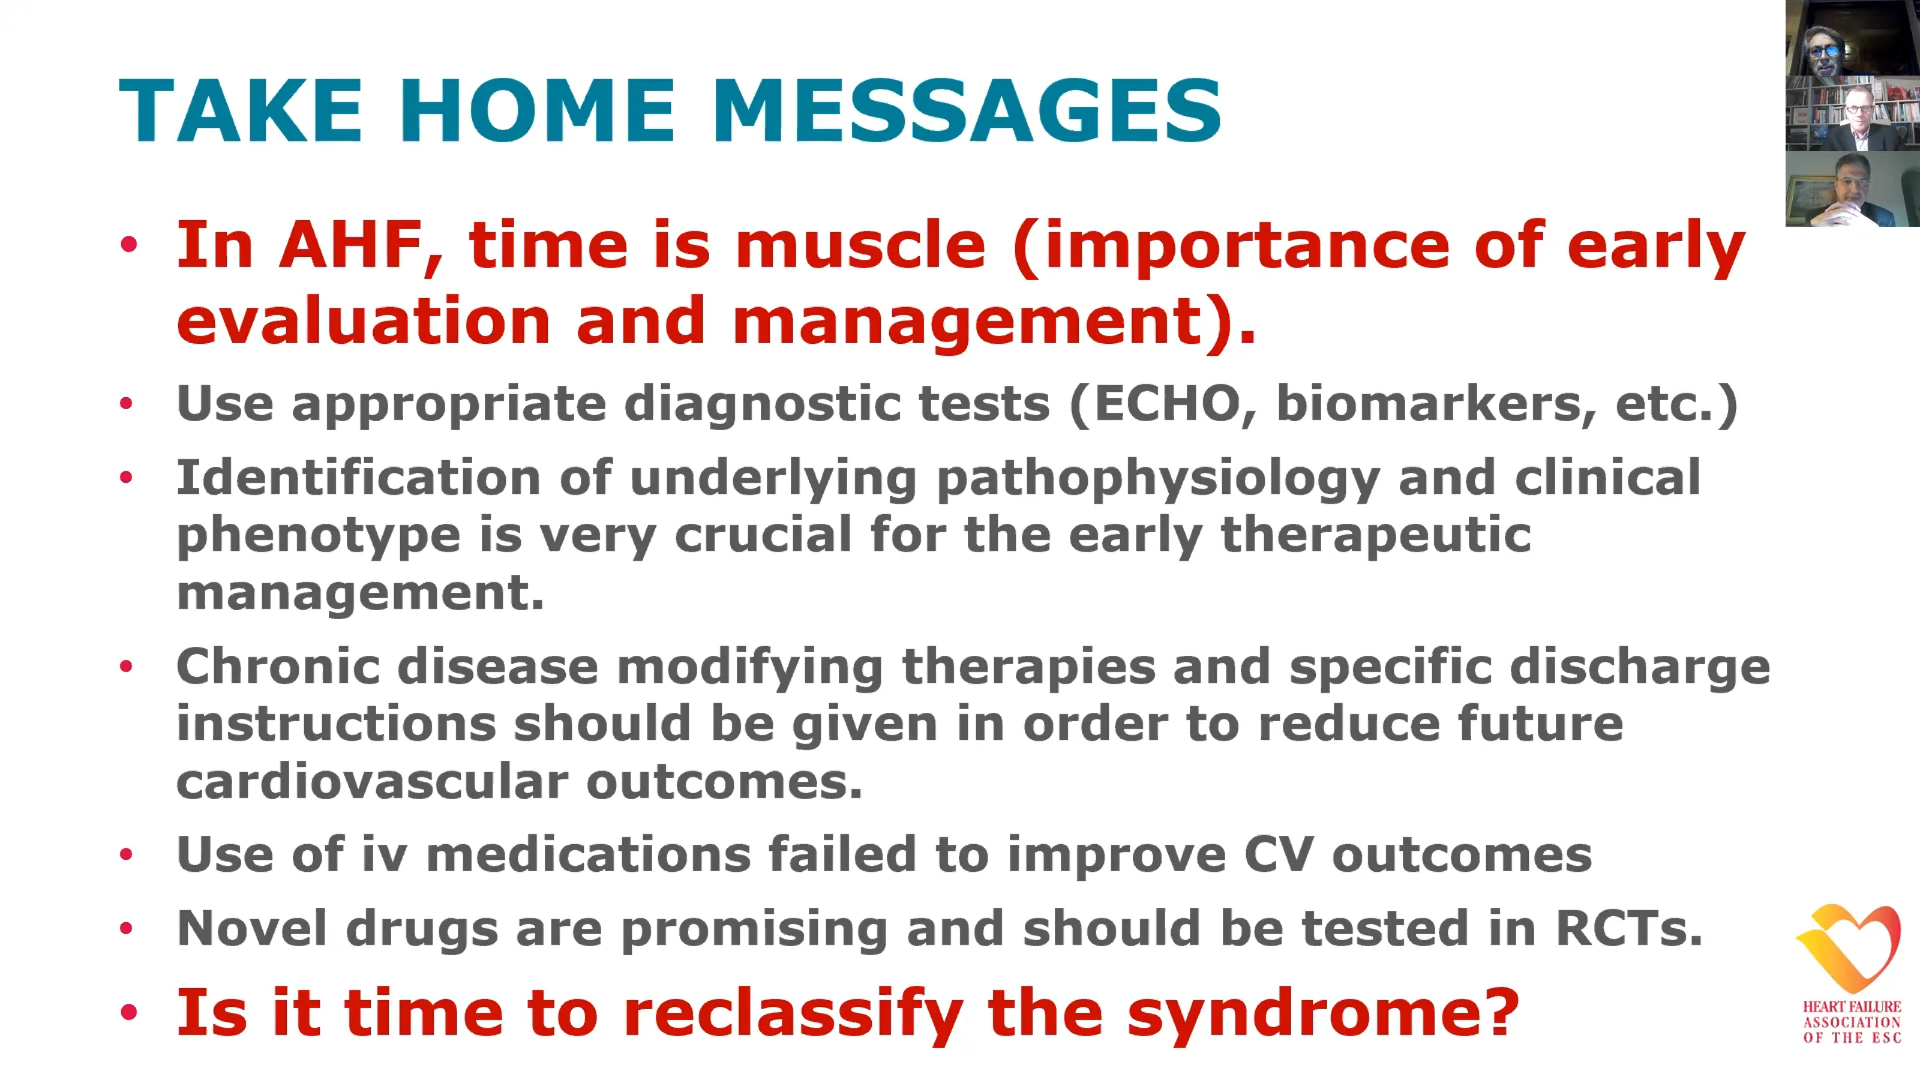 TAKE HOME MESSAGES
• In AHF, time is muscle (importance of early
evaluation and management).
• Use appropriate diagnostic tests (ECHO, biomarkers, etc.)
• Identification of underlying pathophysiology and clinical
phenotype is very crucial for the early therapeutic
management.
• Chronic disease modifying therapies and specific discharge
instructions should be given in order to reduce future
cardiovascular outcomes.
• Use of iv medications failed to improve CV outcomes
• Novel drugs are promising and should be tested in RCTs.
• Is it time to reclassify the syndrome?
HEART FAILURE
ASSOCIATION
OF THE ESC